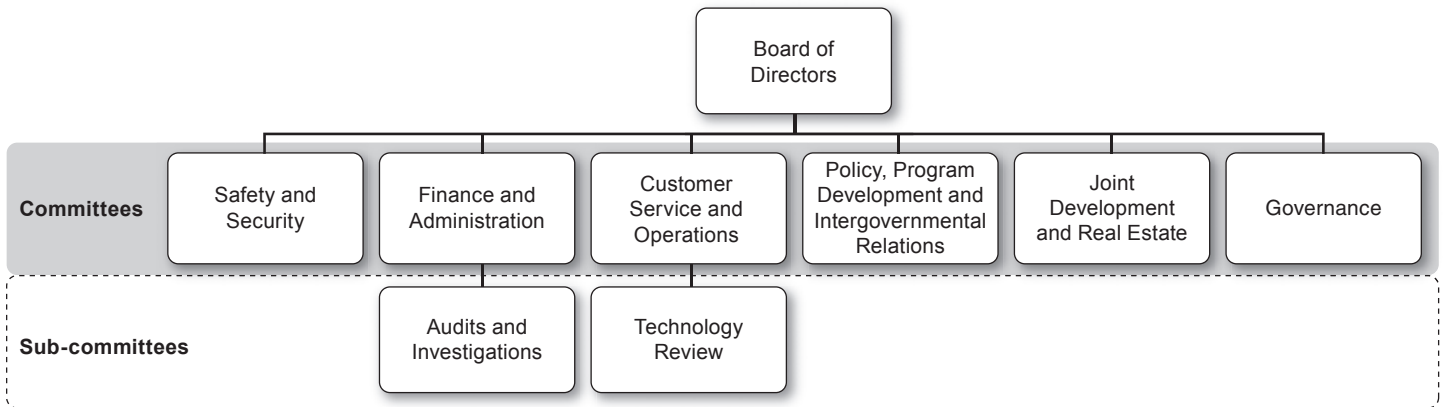 Board of
Directors
Committees
Safety and
Security
Finance and
Administration
Customer
Service and
Operations
Policy, Program
Development and
Intergovernmental
Relations
Joint
Development
and Real Estate
Governance
Sub-committees
Audits and
Investigations
Technology
Review